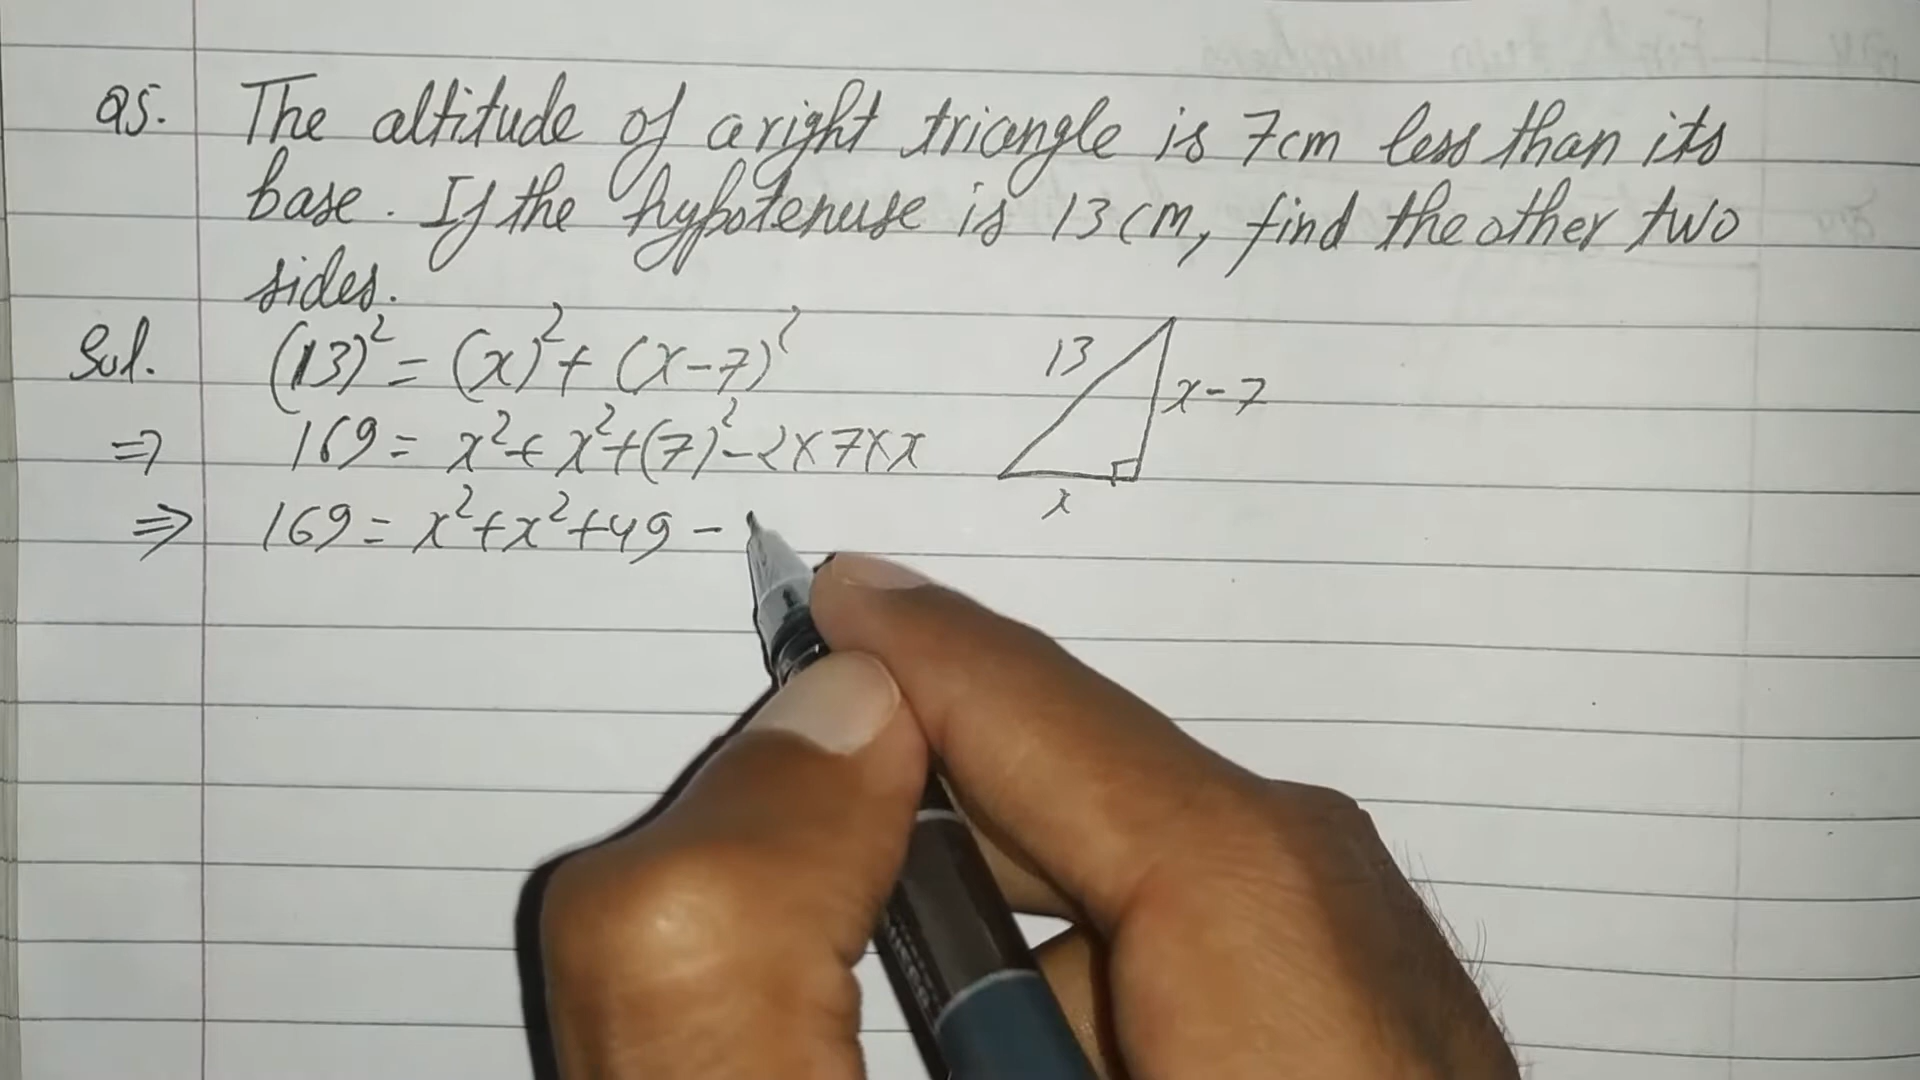 Q5. The altitude of a right triangle is 7cm less than its
base. If the hypotenuse is 13cm, find the other two
sides.
Sol. (13)² = (x)² + (x-7)²
⇒ 169 = x² + x² + (7)² - 2×7×x
⇒ 169 = x² + x² + 49 -
13
x-7
x